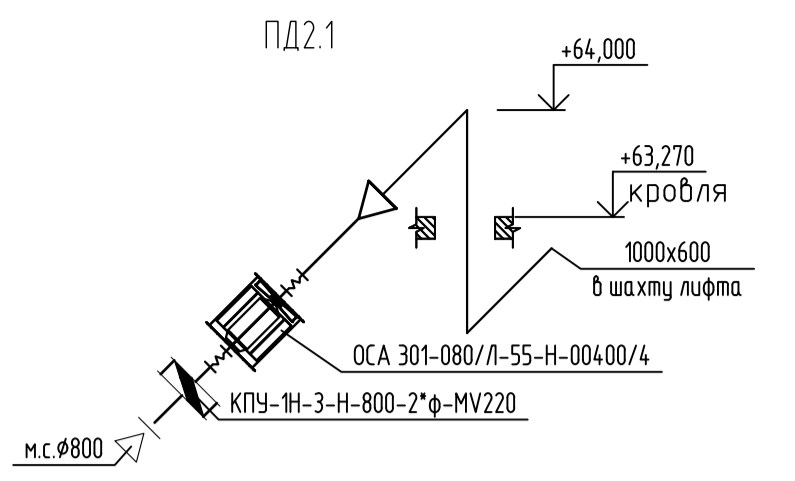 ПД2.1
+64,000
+63,270
кровля
1000х600
в шахту лифта
ОСА 301-080/Л-55-Н-00400/4
КПУ-1Н-З-Н-800-2*ф-MV220
м.с.Ø800